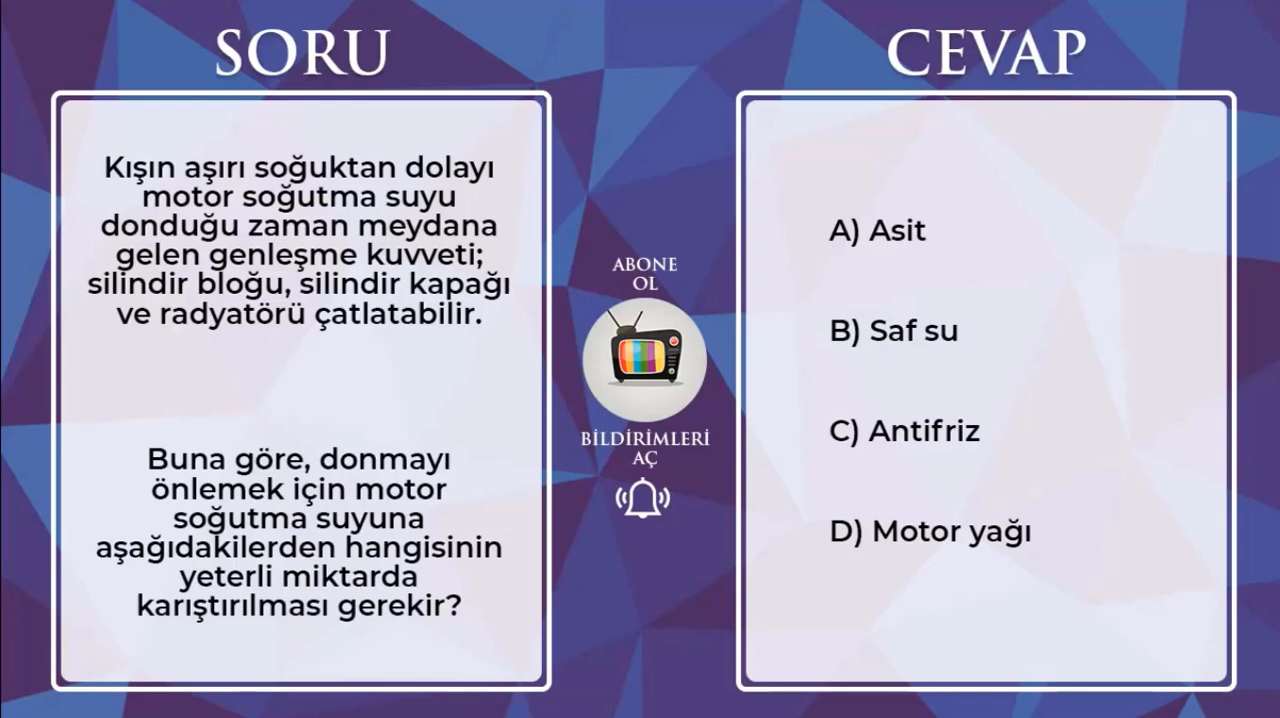 SORU
Kışın aşırı soğuktan dolayı
motor soğutma suyu
donduğu zaman meydana
gelen genleşme kuvveti;
silindir bloğu, silindir kapağı
ve radyatörü çatlatabilir.
Buna göre, donmayı
önlemek için motor
soğutma suyuna
aşağıdakilerden hangisinin
yeterli miktarda
karıştırılması gerekir?
ABONE
OL
BİLDİRİMLERİ
AÇ
CEVAP
A) Asit
B) Saf su
C) Antifriz
D) Motor yağı